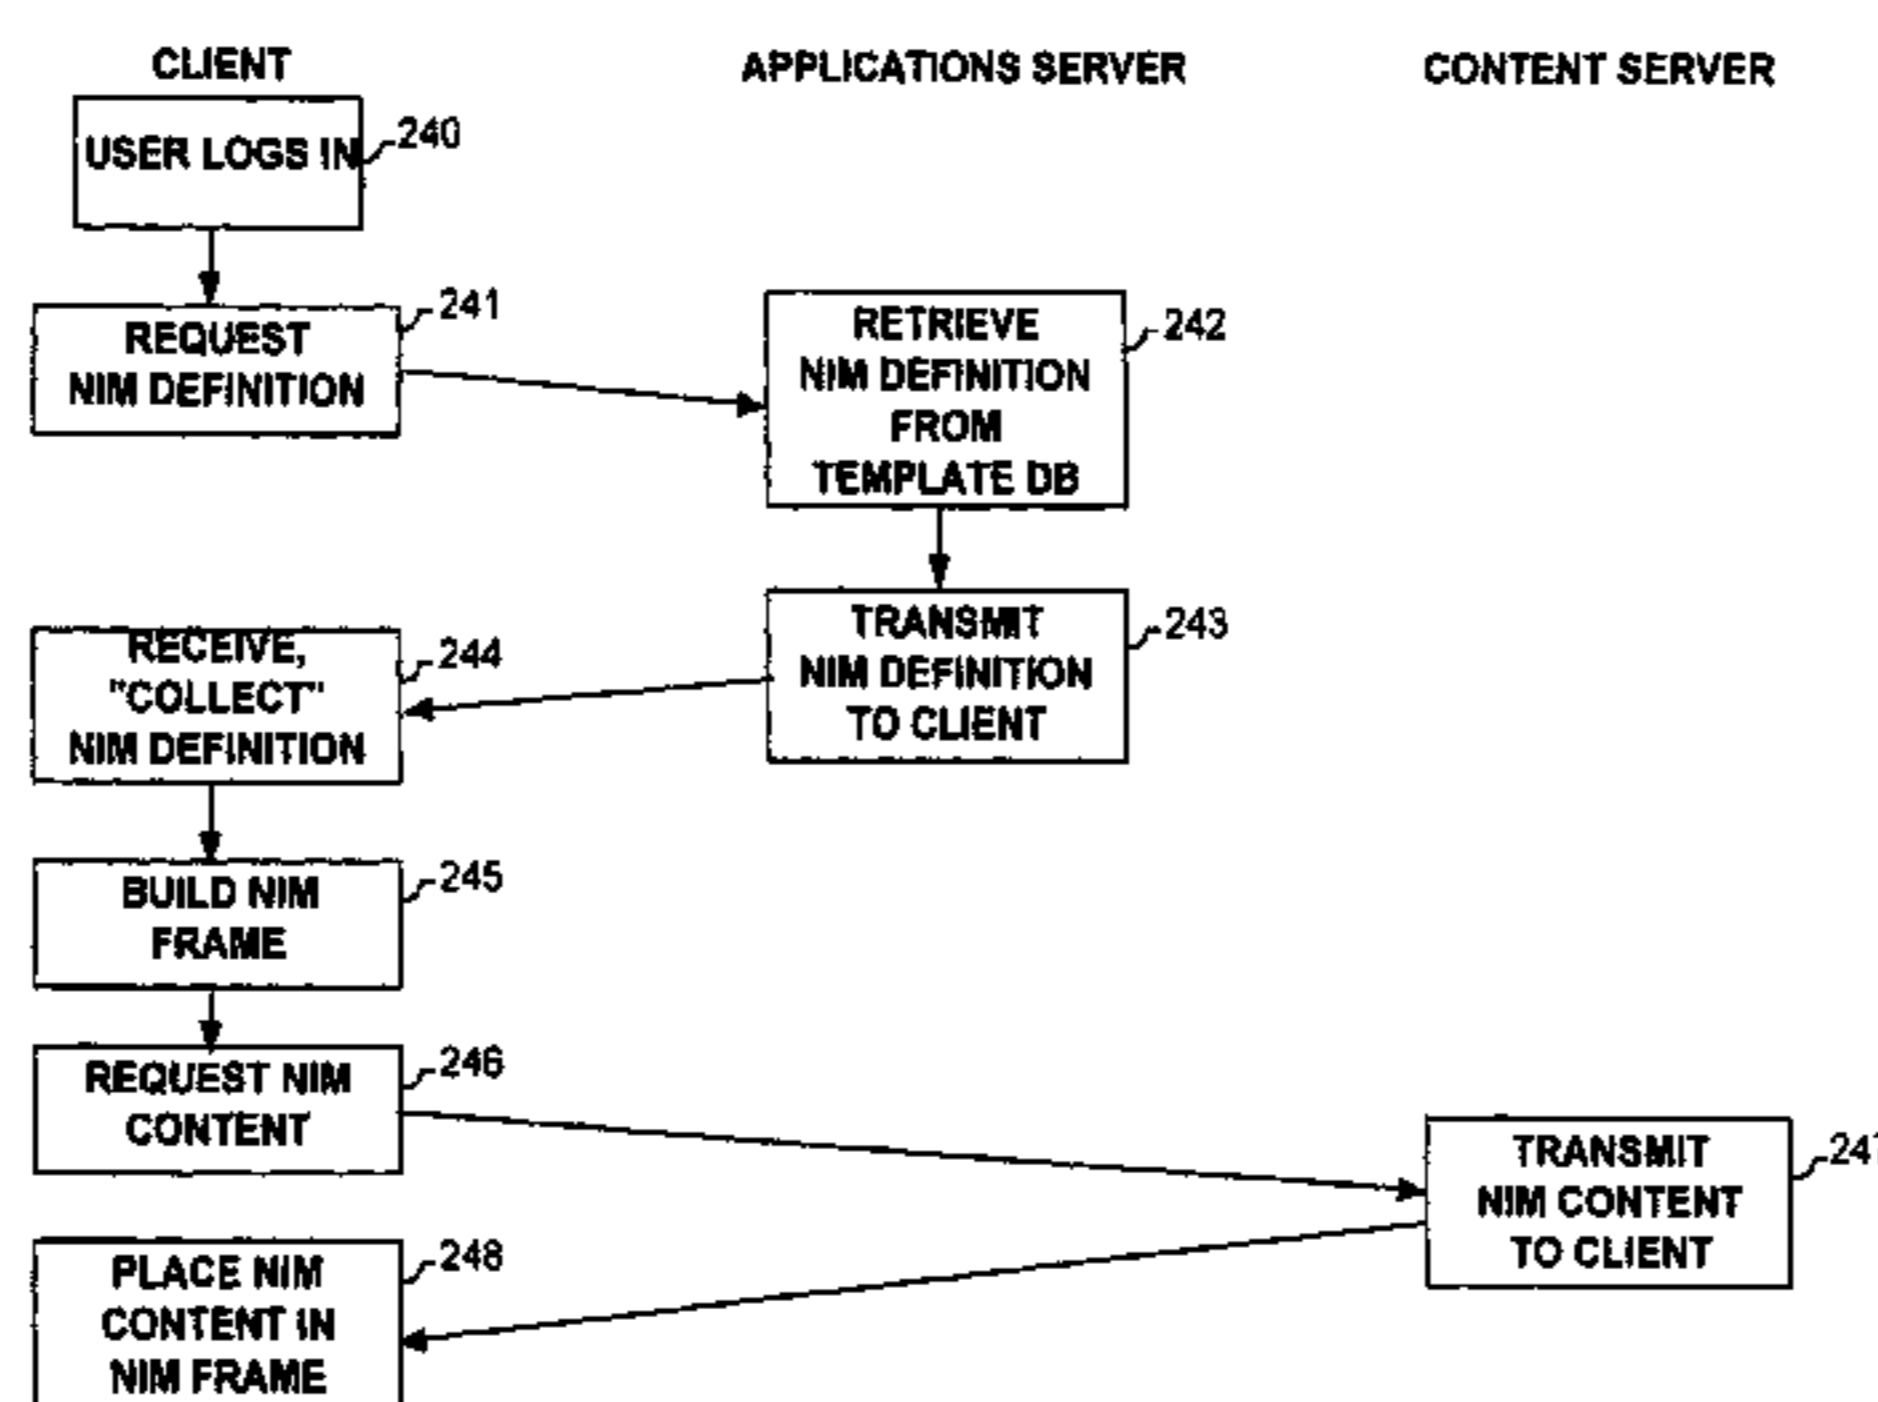 CLIENT
APPLICATIONS SERVER
CONTENT SERVER
USER LOGS IN
240
REQUEST
NIM DEFINITION
241
RETRIEVE
NIM DEFINITION
FROM
TEMPLATE DB
242
TRANSMIT
NIM DEFINITION
TO CLIENT
243
RECEIVE,
"COLLECT"
NIM DEFINITION
244
BUILD NIM
FRAME
245
REQUEST NIM
CONTENT
246
TRANSMIT
NIM CONTENT
TO CLIENT
247
PLACE NIM
CONTENT IN
NIM FRAME
248